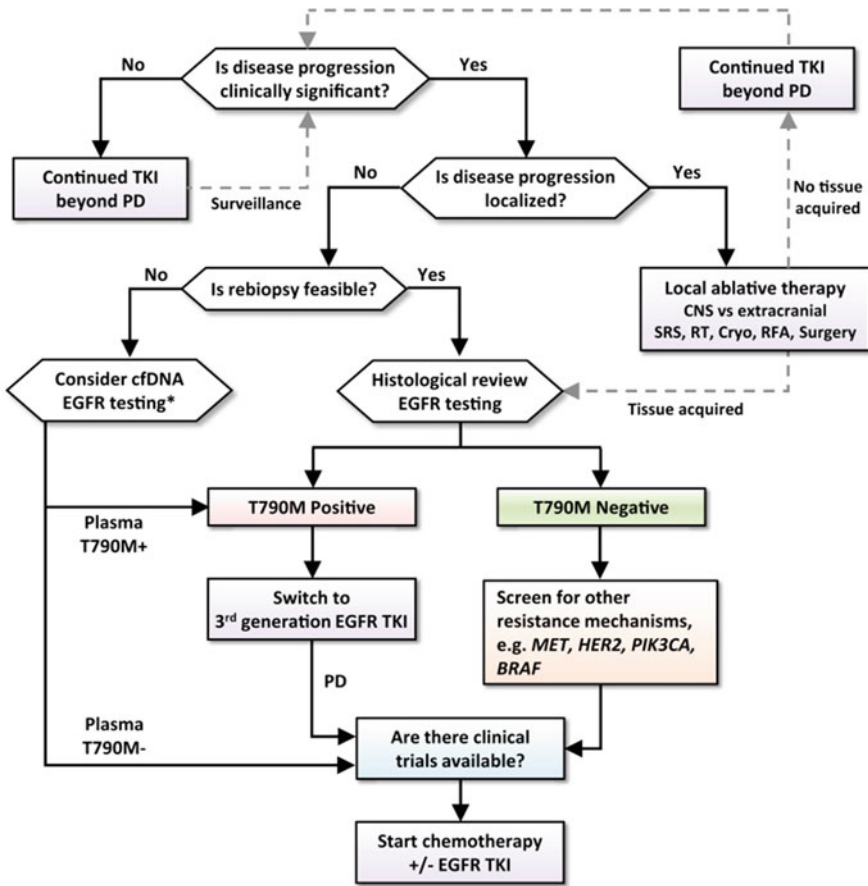 No
Is disease progression
clinically significant?
Yes
Continued TKI
beyond PD
Continued TKI
beyond PD
Surveillance
No
Is disease progression
localized?
Yes
No tissue
acquired
No
Is rebiopsy feasible?
Yes
Local ablative therapy
CNS vs extracranial
SRS, RT, Cryo, RFA, Surgery
Consider cfDNA
EGFR testing*
Histological review
EGFR testing
Tissue acquired
T790M Positive
T790M Negative
Plasma
T790M+
Switch to
3rd generation EGFR TKI
Screen for other
resistance mechanisms,
e.g. MET, HER2, PIK3CA,
BRAF
PD
Plasma
T790M-
Are there clinical
trials available?
Start chemotherapy
+/- EGFR TKI